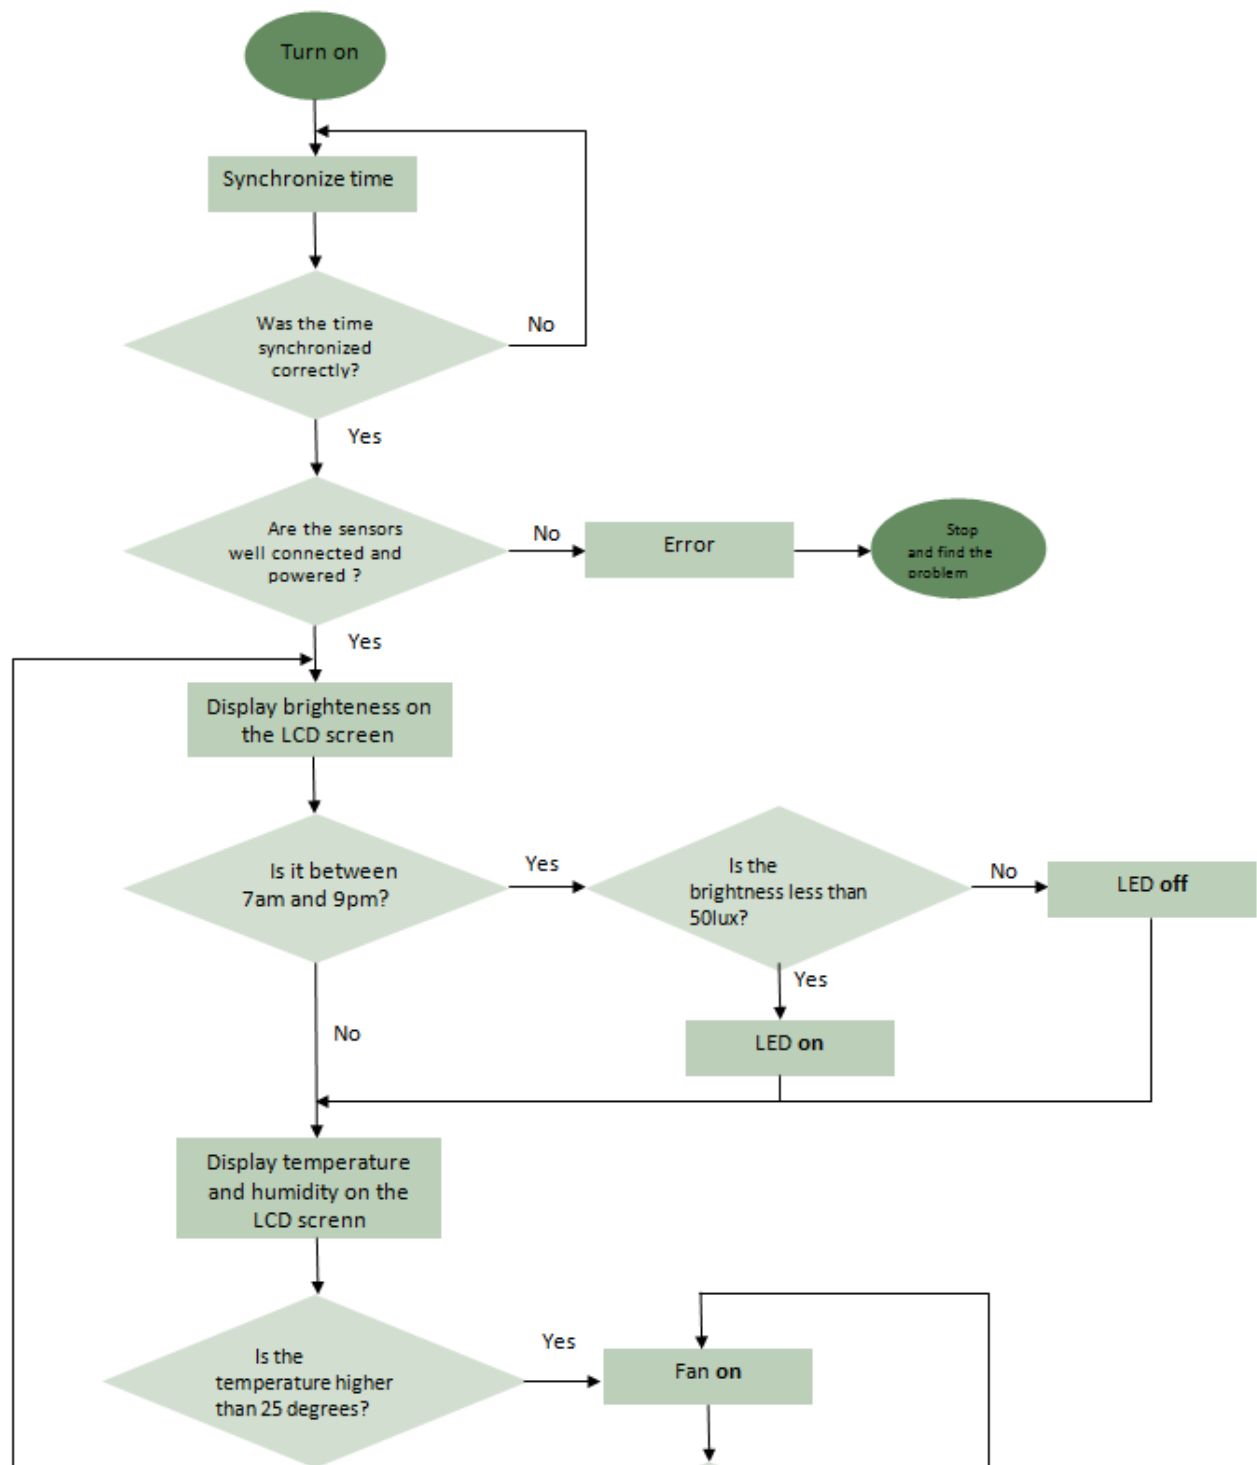 Turn on
Synchronize time
Was the time
synchronized
correctly?
No
Yes
Are the sensors
well connected and
powered ?
No
Error
Stop
and find the
problem
Yes
Display brighteness on
the LCD screen
Is it between
7am and 9pm?
Yes
Is the
brightness less than
50lux?
No
LED off
Yes
LED on
No
Display temperature
and humidity on the
LCD screnn
Is the
temperature higher
than 25 degrees?
Yes
Fan on